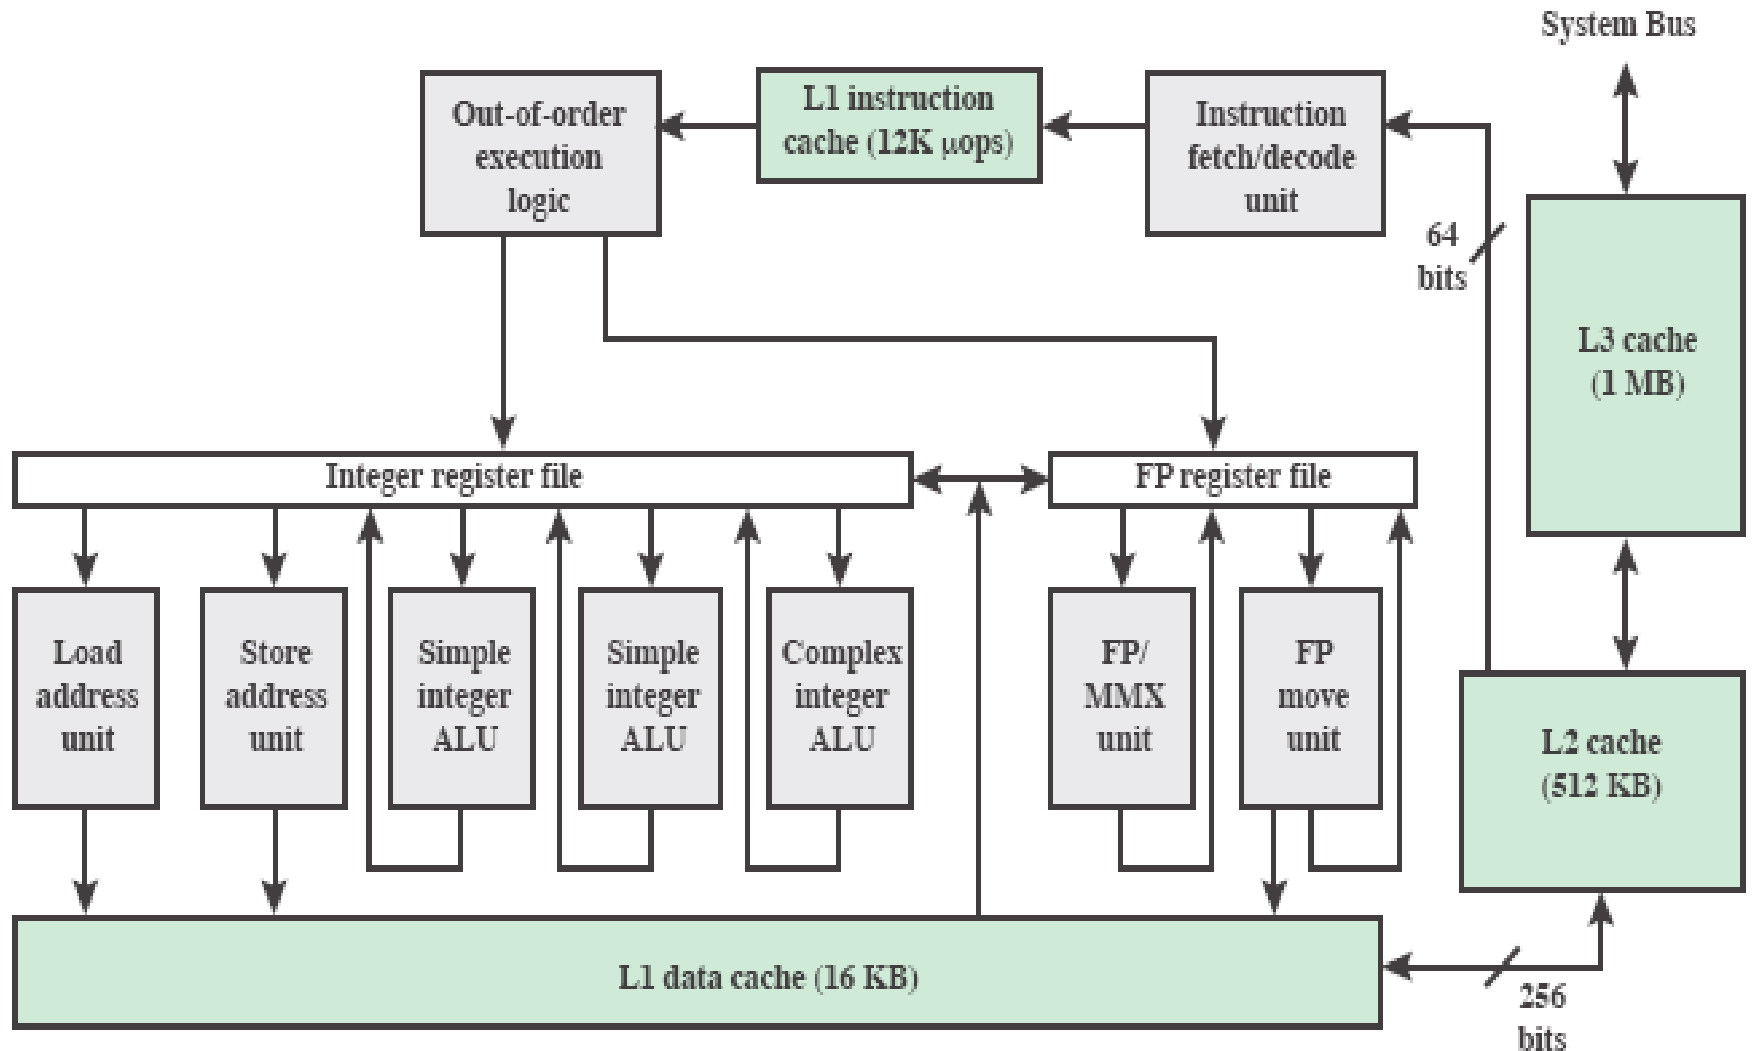 System Bus
Out-of-order
execution
logic
L1 instruction
cache (12K μops)
Instruction
fetch/decode
unit
64
bits
L3 cache
(1 MB)
Integer register file
FP register file
Load
address
unit
Store
address
unit
Simple
integer
ALU
Simple
integer
ALU
Complex
integer
ALU
FP/
MMX
unit
FP
move
unit
L2 cache
(512 KB)
L1 data cache (16 KB)
256
bits